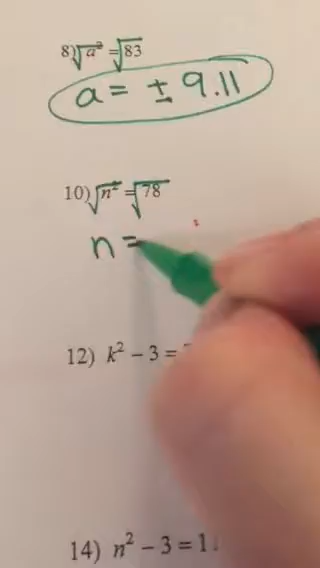 8) √a² = √83
a = ± 9.11
10) √n² = √78
n =
12) k² − 3 =
14) n² − 3 = 1